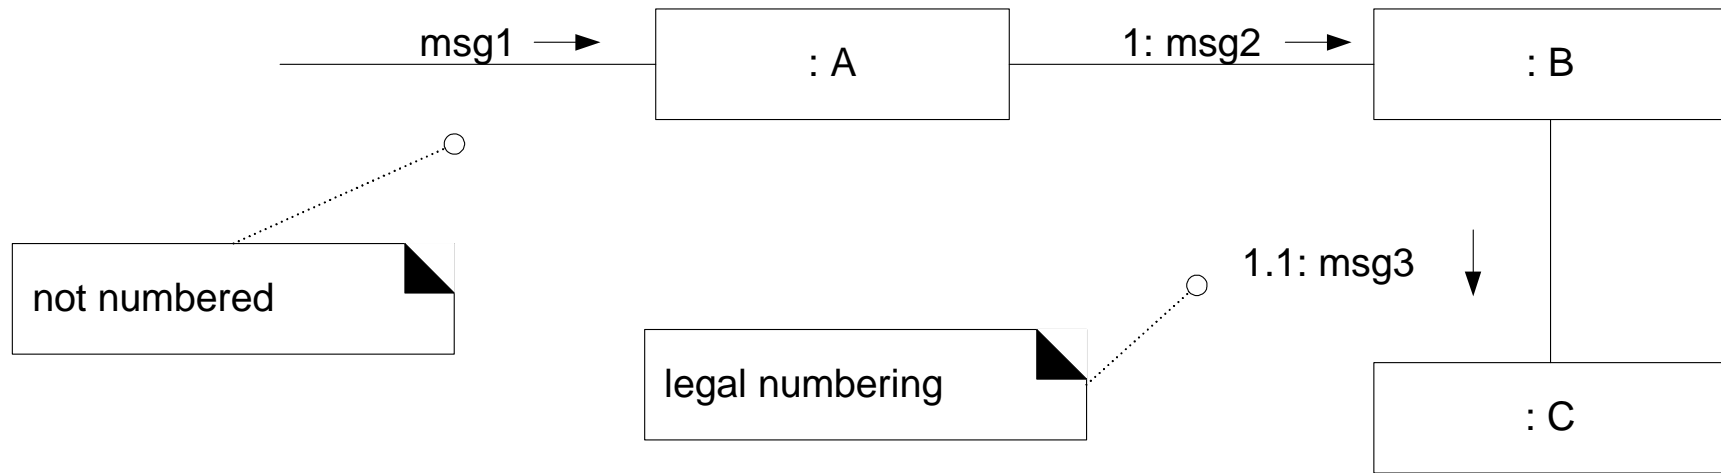 msg1
: A
1: msg2
: B
not numbered
1.1: msg3
legal numbering
: C